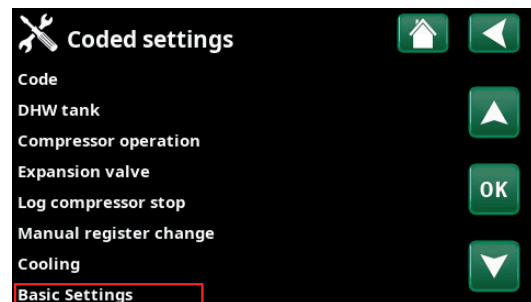 Coded settings
Code
DHW tank
Compressor operation
Expansion valve
Log compressor stop
Manual register change
Cooling
Basic Settings
OK